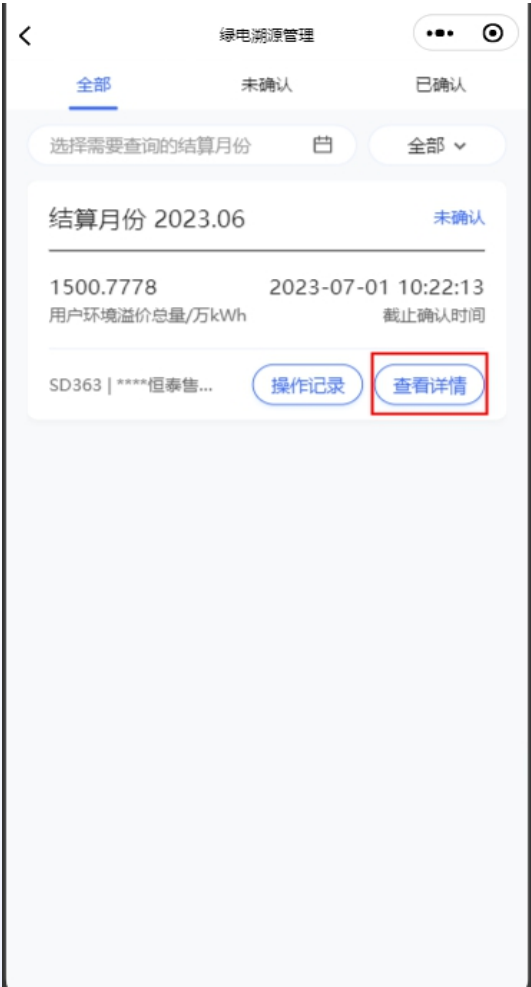 绿电溯源管理
全部 未确认 已确认
选择需要查询的结算月份 全部
结算月份 2023.06 未确认
1500.7778 2023-07-01 10:22:13
用户环境溢价总量/万kWh 截止确认时间
SD363 | ****恒泰售... 操作记录 查看详情